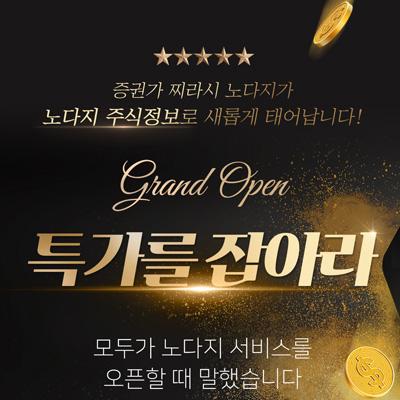 증권가 찌라시 노다지가
노다지 주식정보로 새롭게 태어납니다!
Grand Open
특가를 잡아라
모두가 노다지 서비스를
오픈할 때 말했습니다